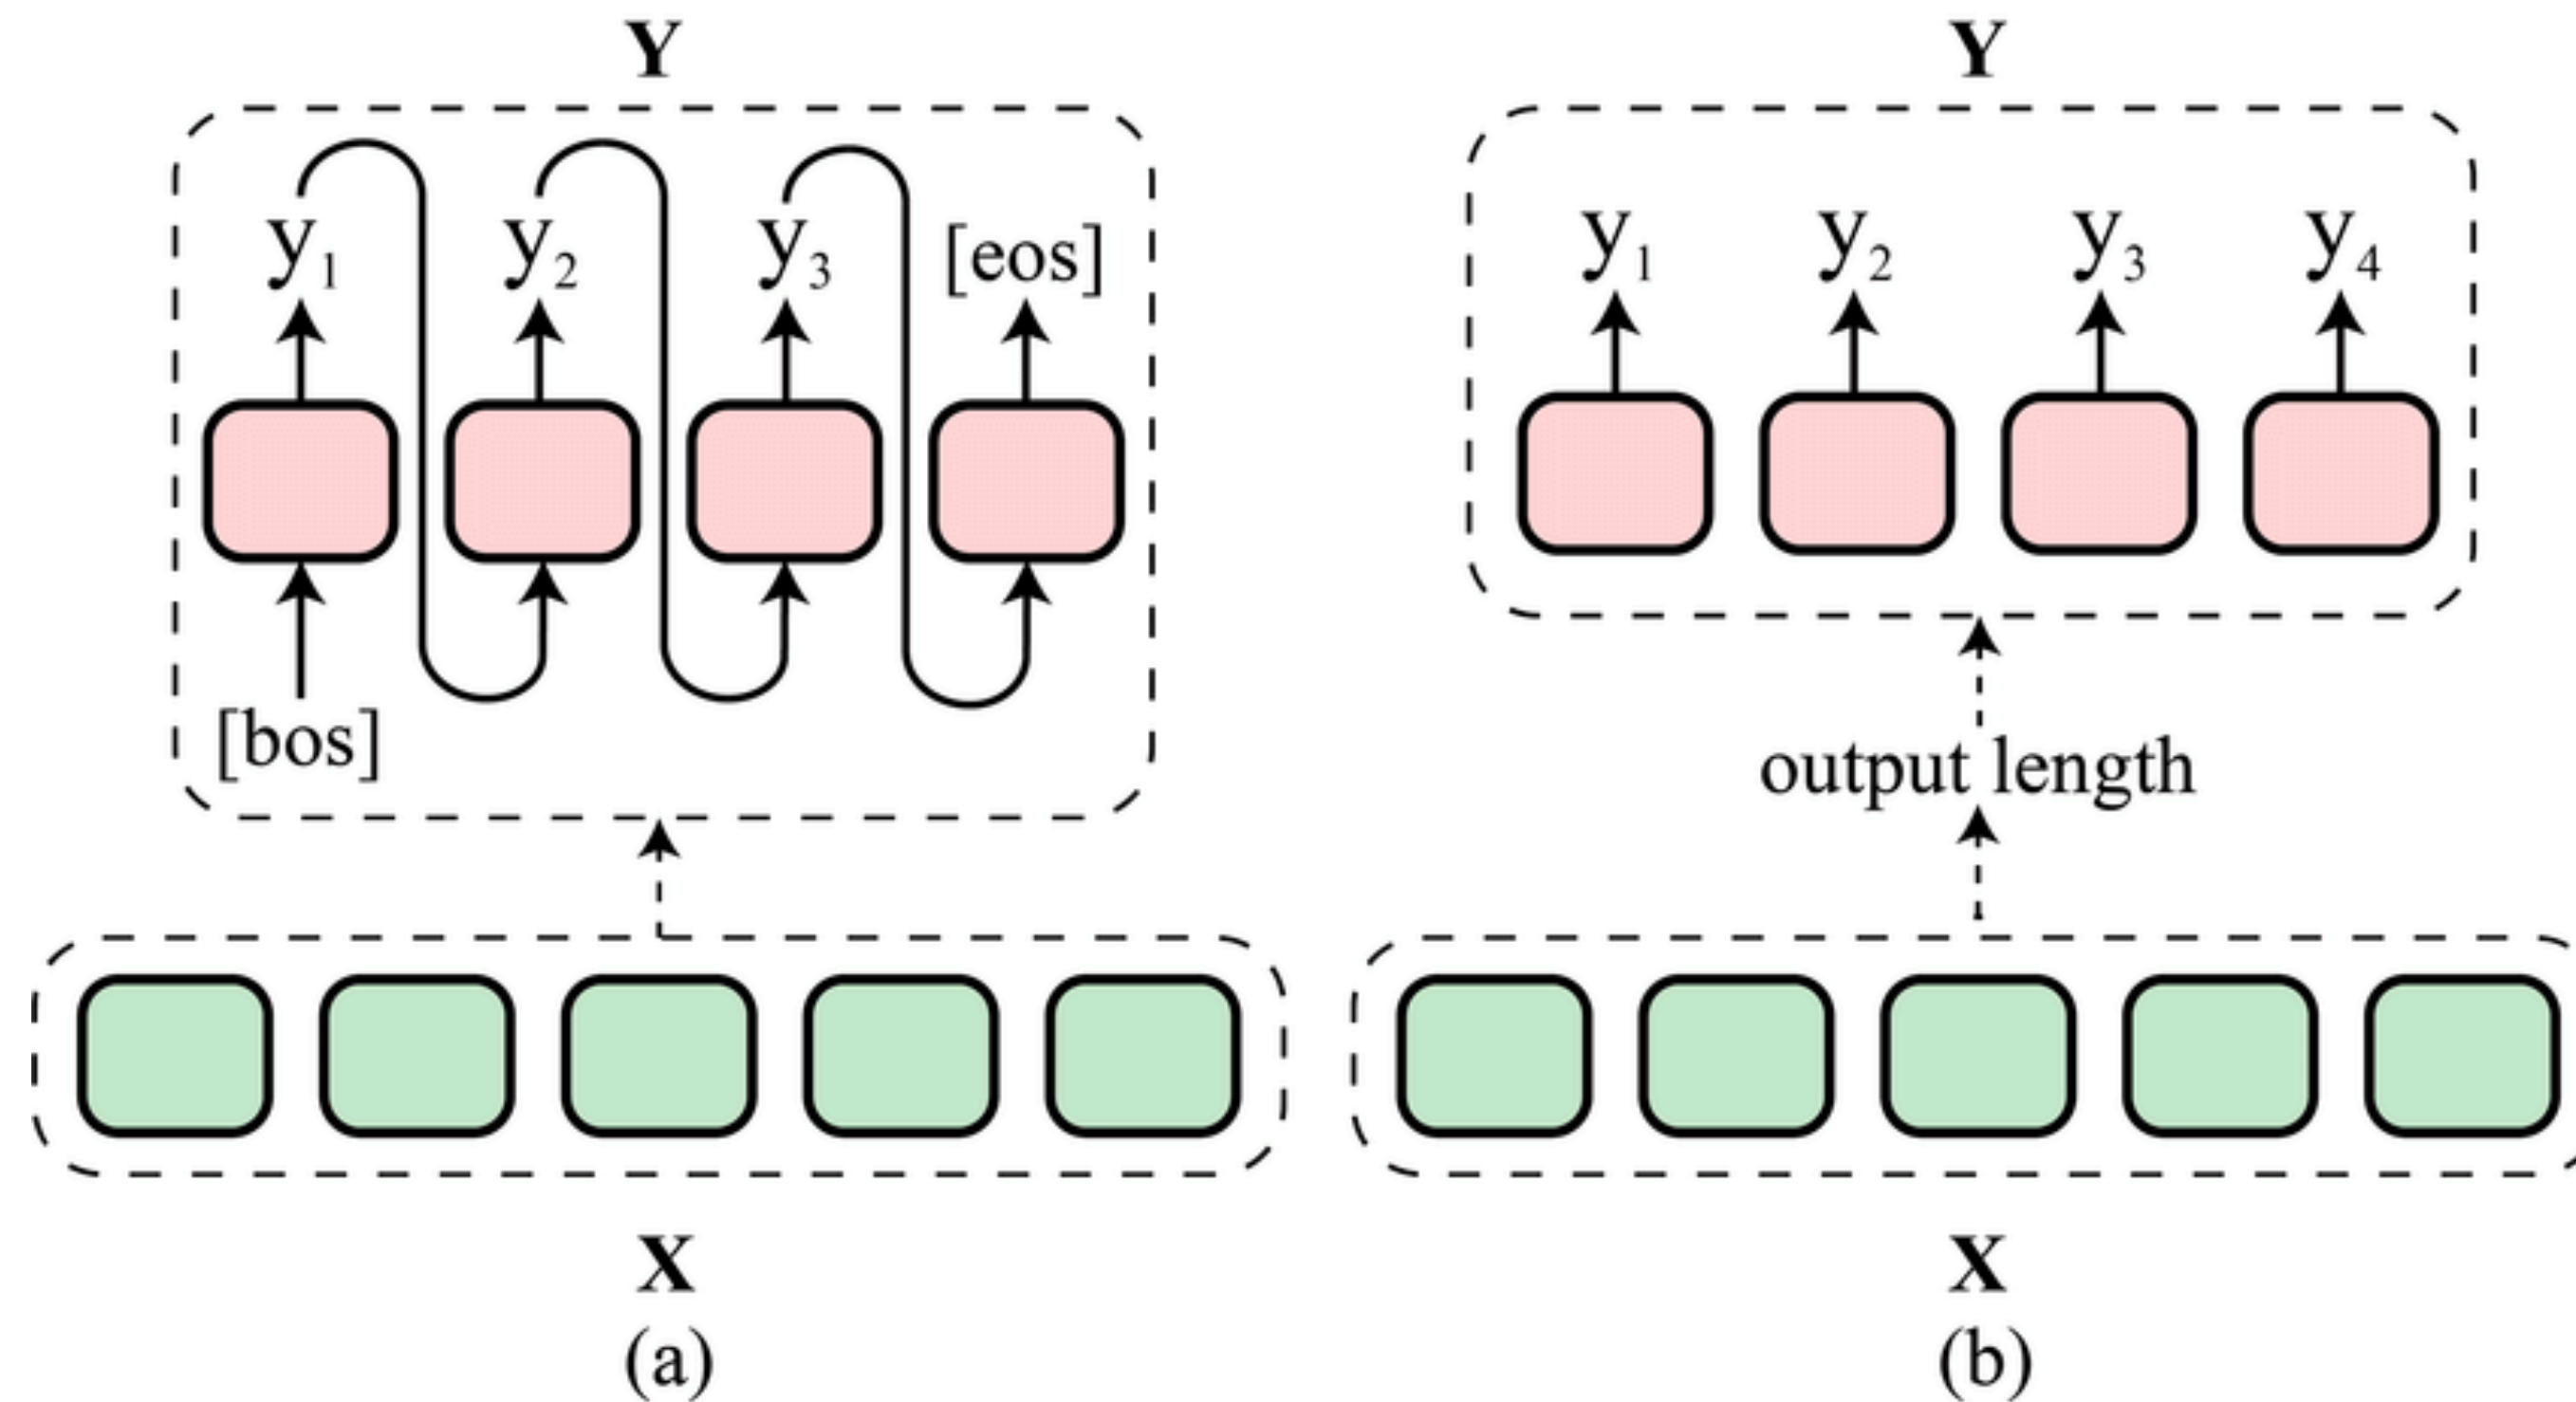 Y
y1 y2 y3 [eos]
[bos]
X
(a)
Y
y1 y2 y3 y4
output length
X
(b)